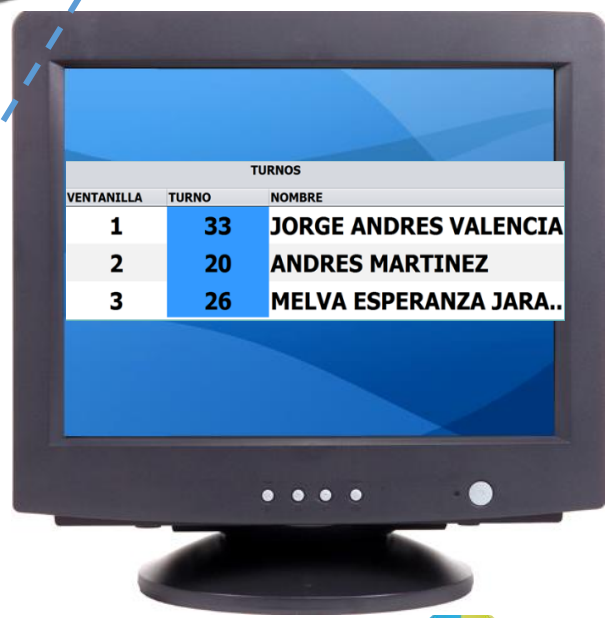 TURNOS
VENTANILLA TURNO NOMBRE
1 33 JORGE ANDRES VALENCIA
2 20 ANDRES MARTINEZ
3 26 MELVA ESPERANZA JARA..